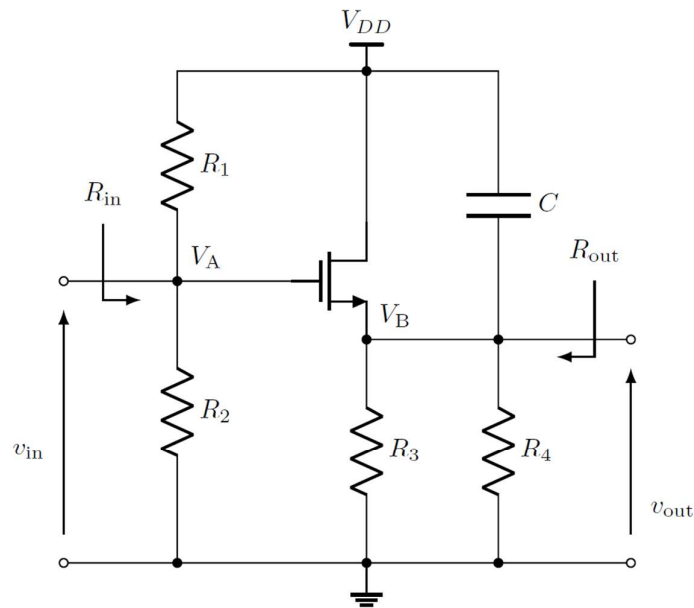 V_DD
R_1
R_in
C
V_A
R_out
V_B
R_2
R_3
R_4
v_in
v_out